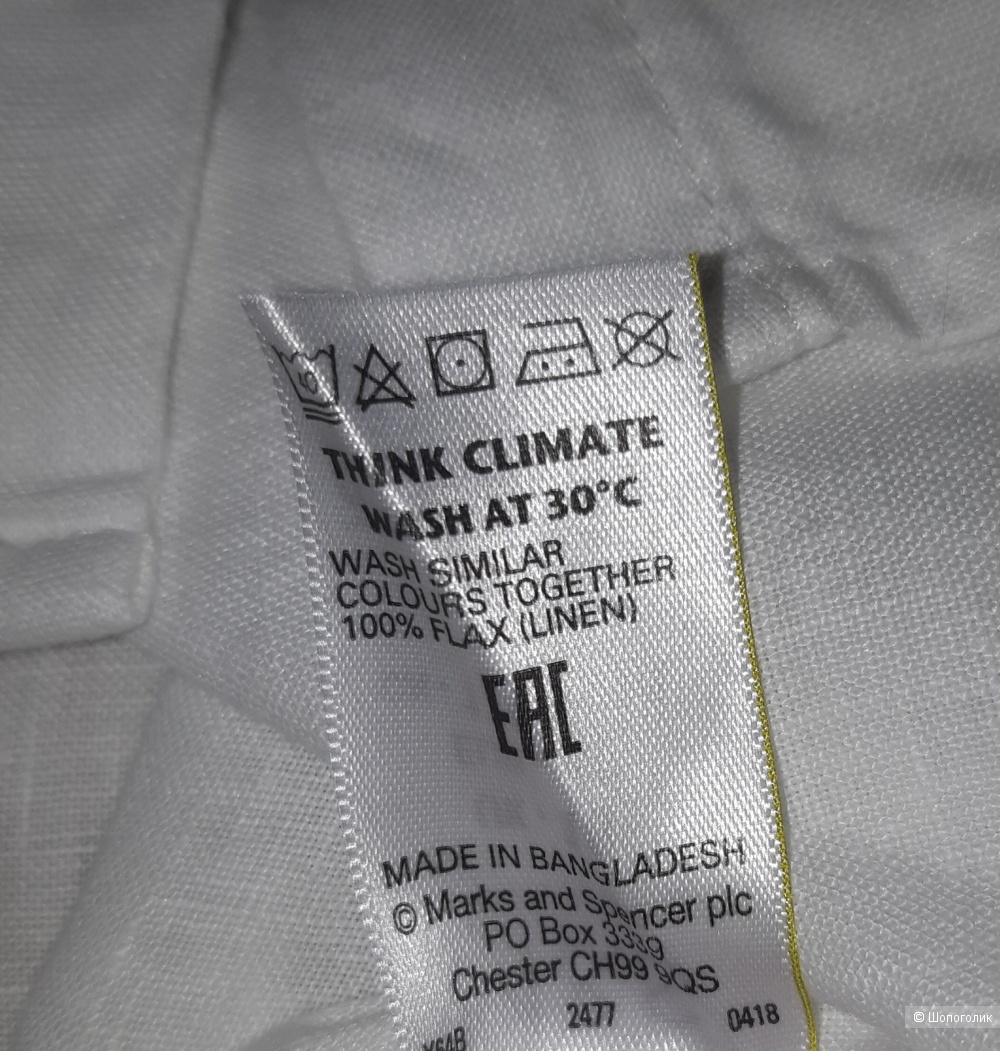 THINK CLIMATE
WASH AT 30°C
WASH SIMILAR
COLOURS TOGETHER
100% FLAX (LINEN)
EAC
MADE IN BANGLADESH
© Marks and Spencer plc
PO Box 3339
Chester CH99 9QS
2477 0418
© Шопоголик